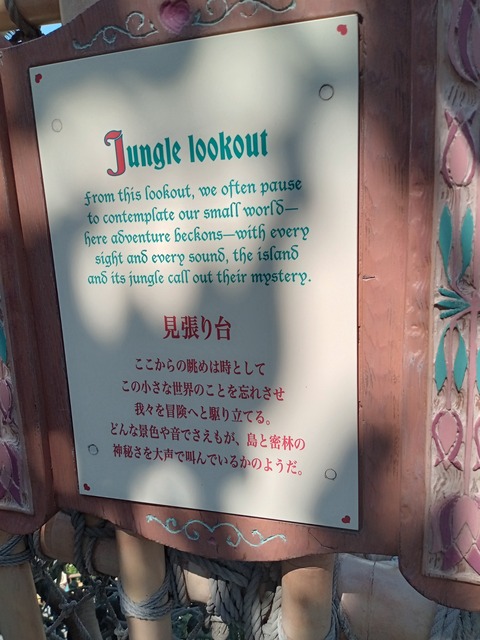 Jungle lookout
From this lookout, we often pause
to contemplate our small world—
here adventure beckons—with every
sight and every sound, the island
and its jungle call out their mystery.
見張り台
ここからの眺めは時として
この小さな世界のことを忘れさせ
我々を冒険へと駆り立てる。
どんな景色や音でさえもが、島と密林の
神秘さを大声で叫んでいるかのようだ。